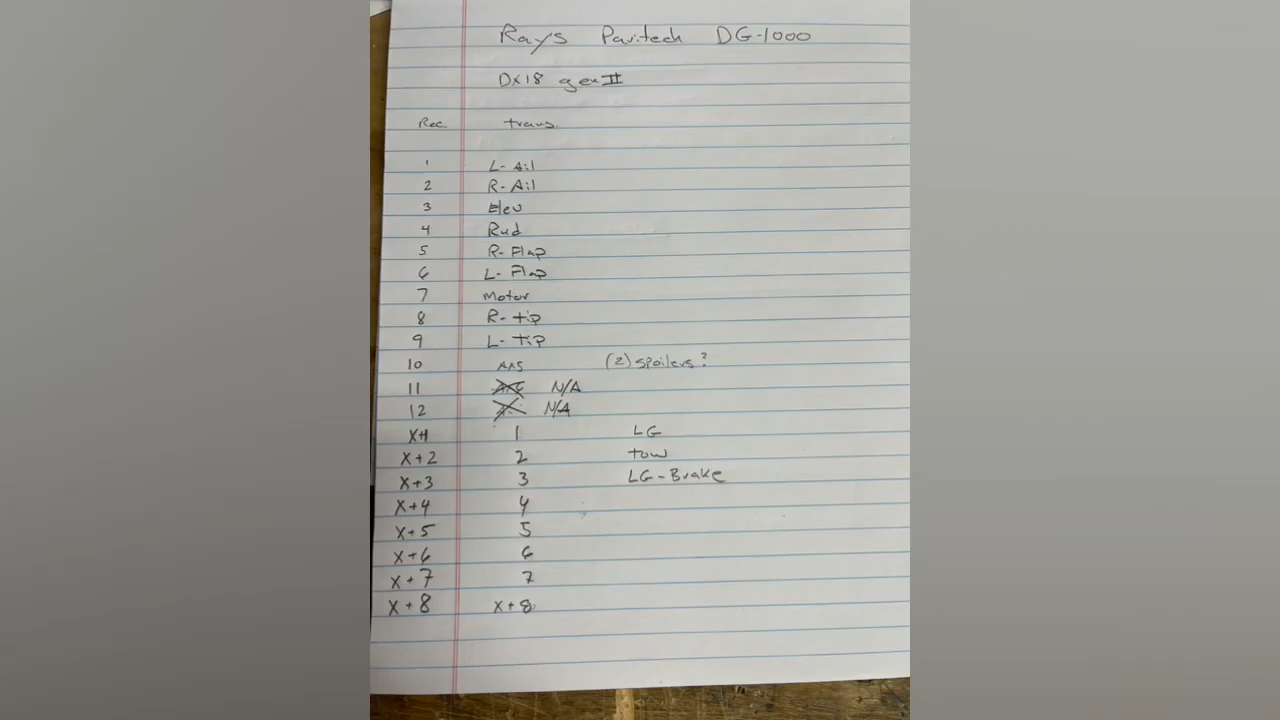 Rays Paritech DG-1000
DX18 gen II
Rec. trans.
1 L-Ail
2 R-Ail
3 Elev
4 Rud
5 R-Flap
6 L-Flap
7 Motor
8 R-tip
9 L-tip
10 AX5 (2) spoilers?
11 N/A
12 N/A
X+1 1 LG
X+2 2 tow
X+3 3 LG-Brake
X+4 4
X+5 5
X+6 6
X+7 7
X+8 X+8